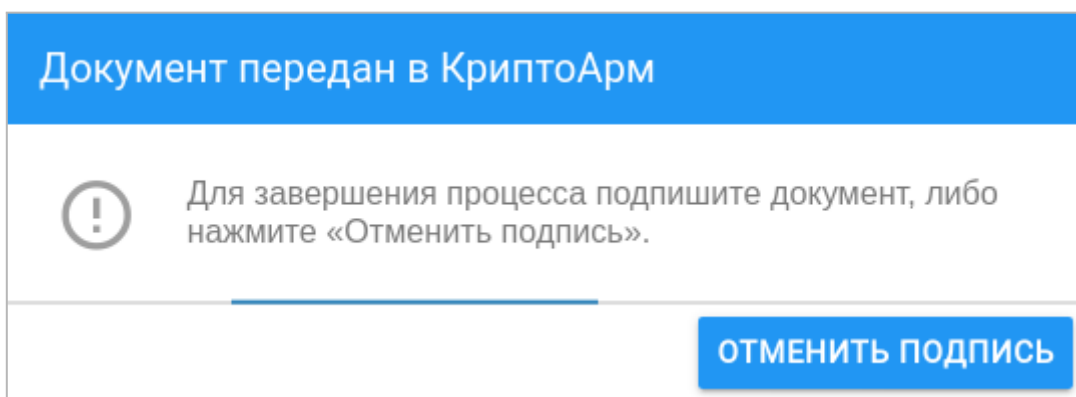 Документ передан в КриптоАрм
Для завершения процесса подпишите документ, либо
нажмите «Отменить подпись».
ОТМЕНИТЬ ПОДПИСЬ